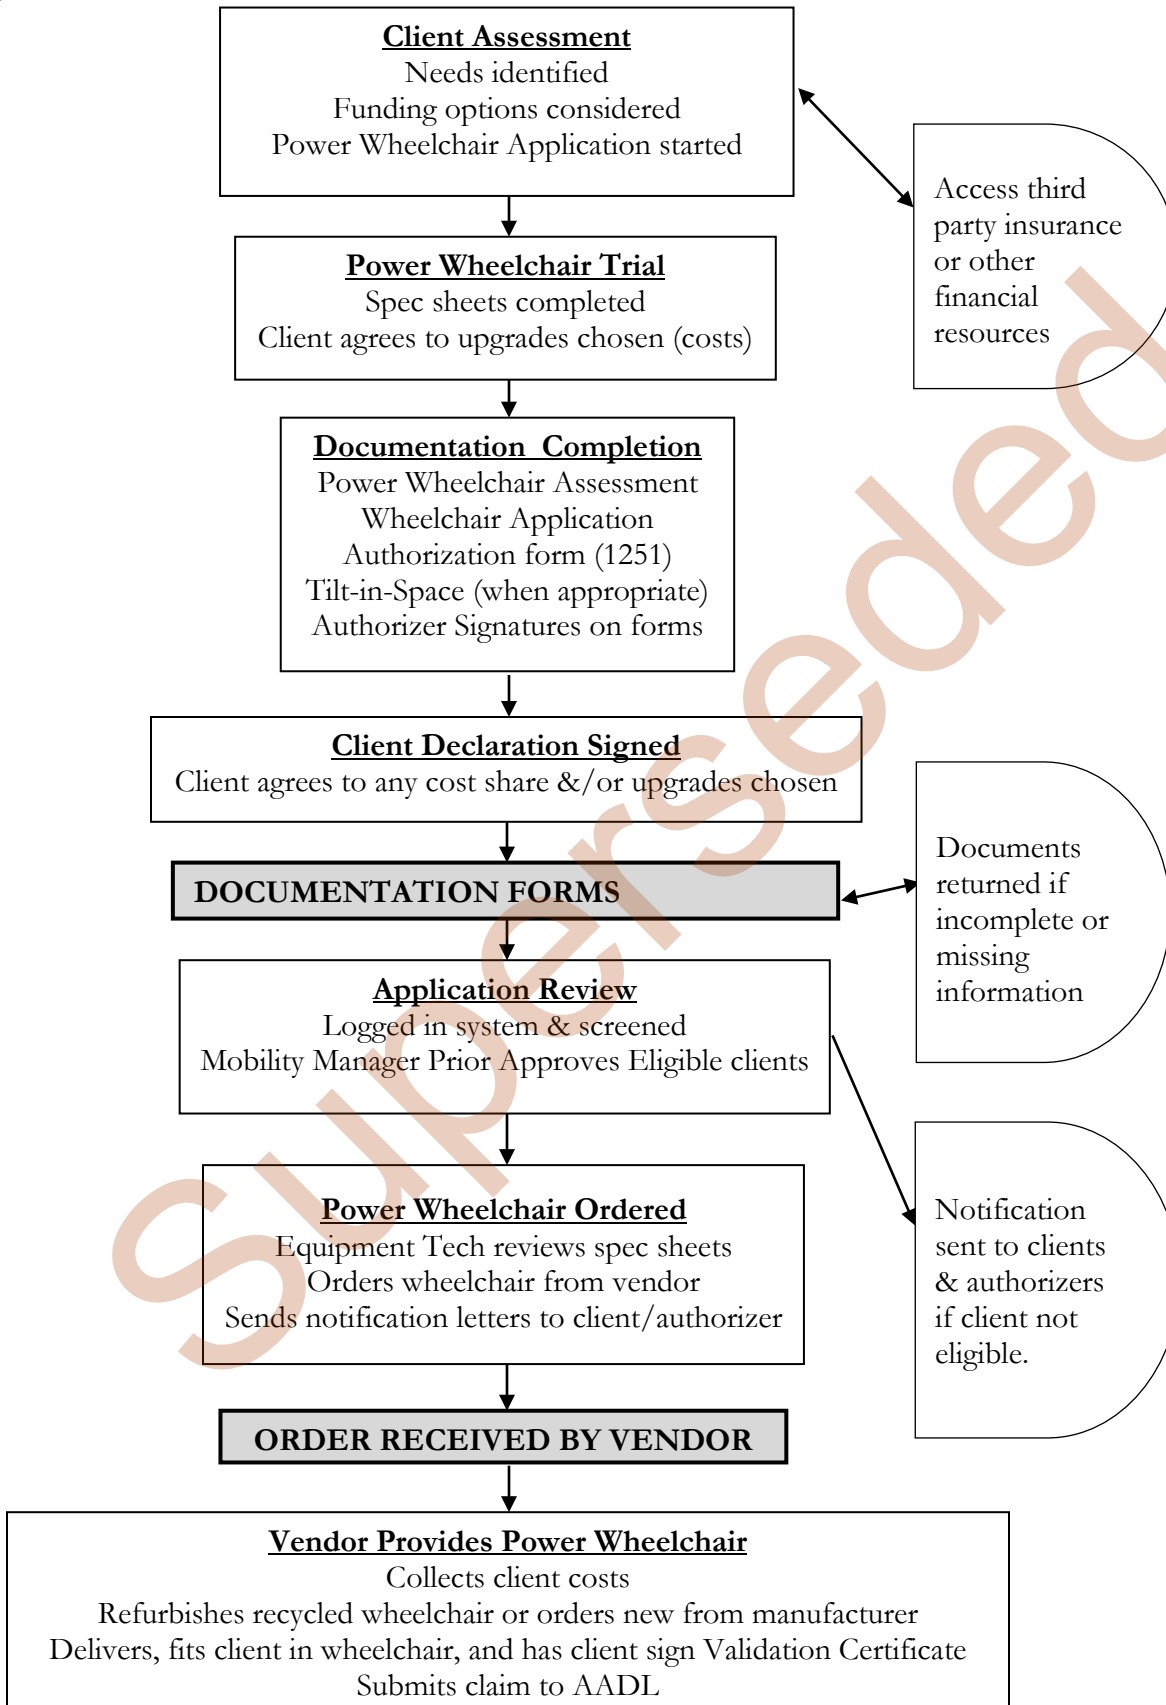 Client Assessment
Needs identified
Funding options considered
Power Wheelchair Application started
Access third
party insurance
or other
financial
resources
Power Wheelchair Trial
Spec sheets completed
Client agrees to upgrades chosen (costs)
Documentation Completion
Power Wheelchair Assessment
Wheelchair Application
Authorization form (1251)
Tilt-in-Space (when appropriate)
Authorizer Signatures on forms
Client Declaration Signed
Client agrees to any cost share &/or upgrades chosen
DOCUMENTATION FORMS
Documents
returned if
incomplete or
missing
information
Application Review
Logged in system & screened
Mobility Manager Prior Approves Eligible clients
Power Wheelchair Ordered
Equipment Tech reviews spec sheets
Orders wheelchair from vendor
Sends notification letters to client/authorizer
Notification
sent to clients
& authorizers
if client not
eligible.
ORDER RECEIVED BY VENDOR
Vendor Provides Power Wheelchair
Collects client costs
Refurbishes recycled wheelchair or orders new from manufacturer
Delivers, fits client in wheelchair, and has client sign Validation Certificate
Submits claim to AADL
Superseded